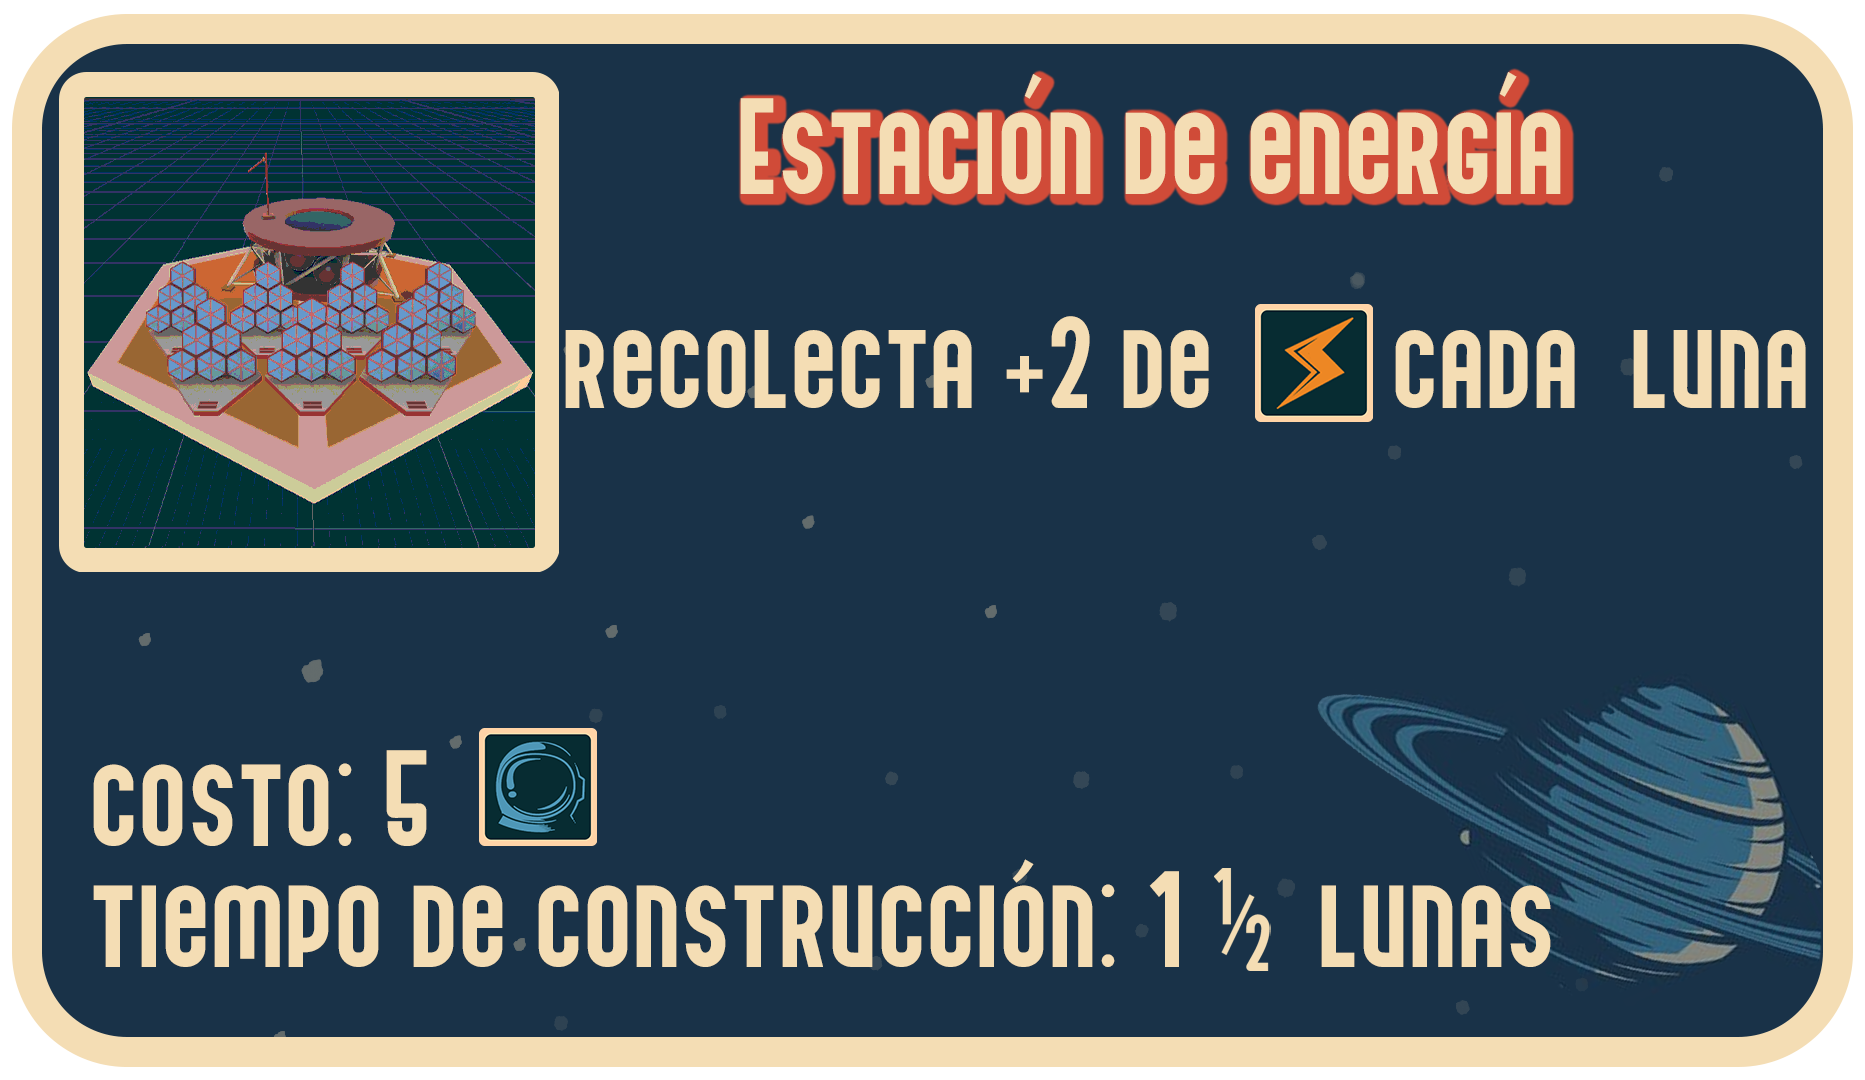 Estación de energía
recolecta +2 de cada luna
costo: 5
tiempo de construcción: 1 ½ lunas